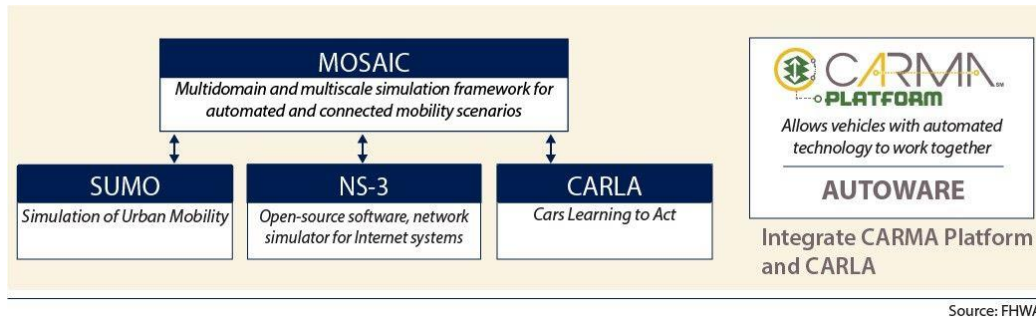 MOSAIC
Multidomain and multiscale simulation framework for
automated and connected mobility scenarios
SUMO
Simulation of Urban Mobility
NS-3
Open-source software, network
simulator for Internet systems
CARLA
Cars Learning to Act
CARMA SM
PLATFORM
Allows vehicles with automated
technology to work together
AUTOWARE
Integrate CARMA Platform
and CARLA
Source: FHWA